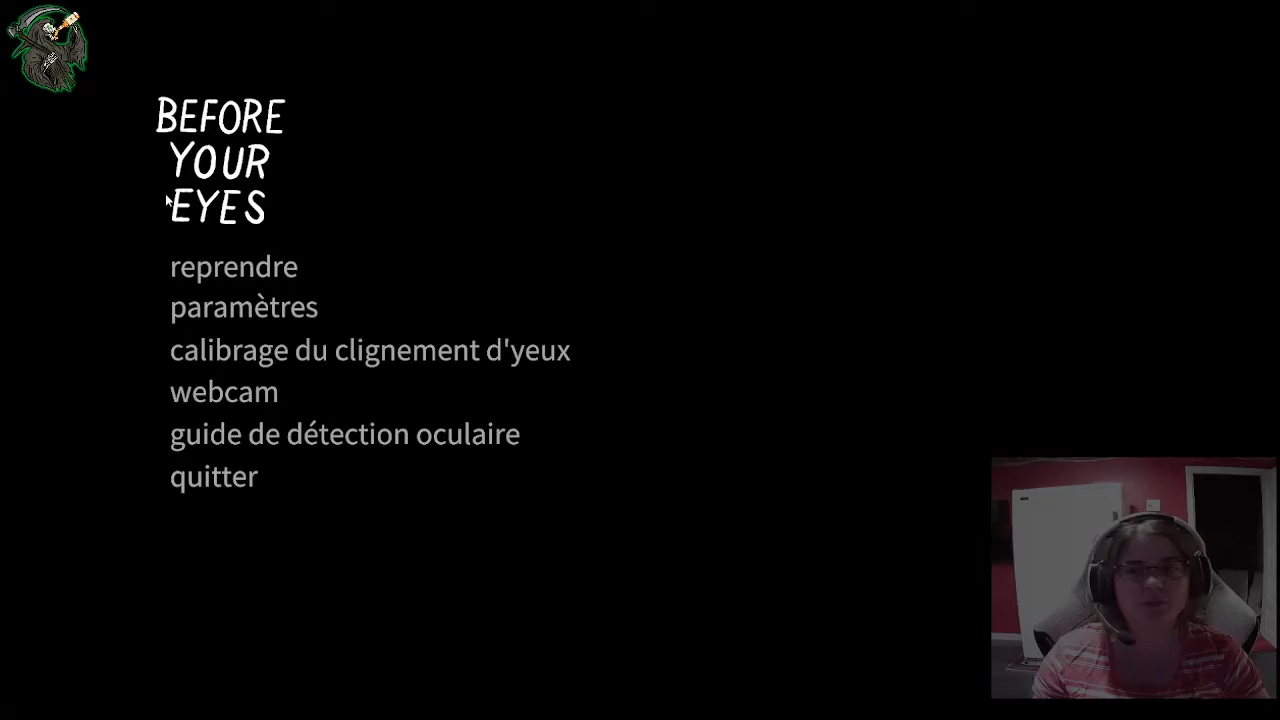 BEFORE
YOUR
EYES
reprendre
paramètres
calibrage du clignement d'yeux
webcam
guide de détection oculaire
quitter